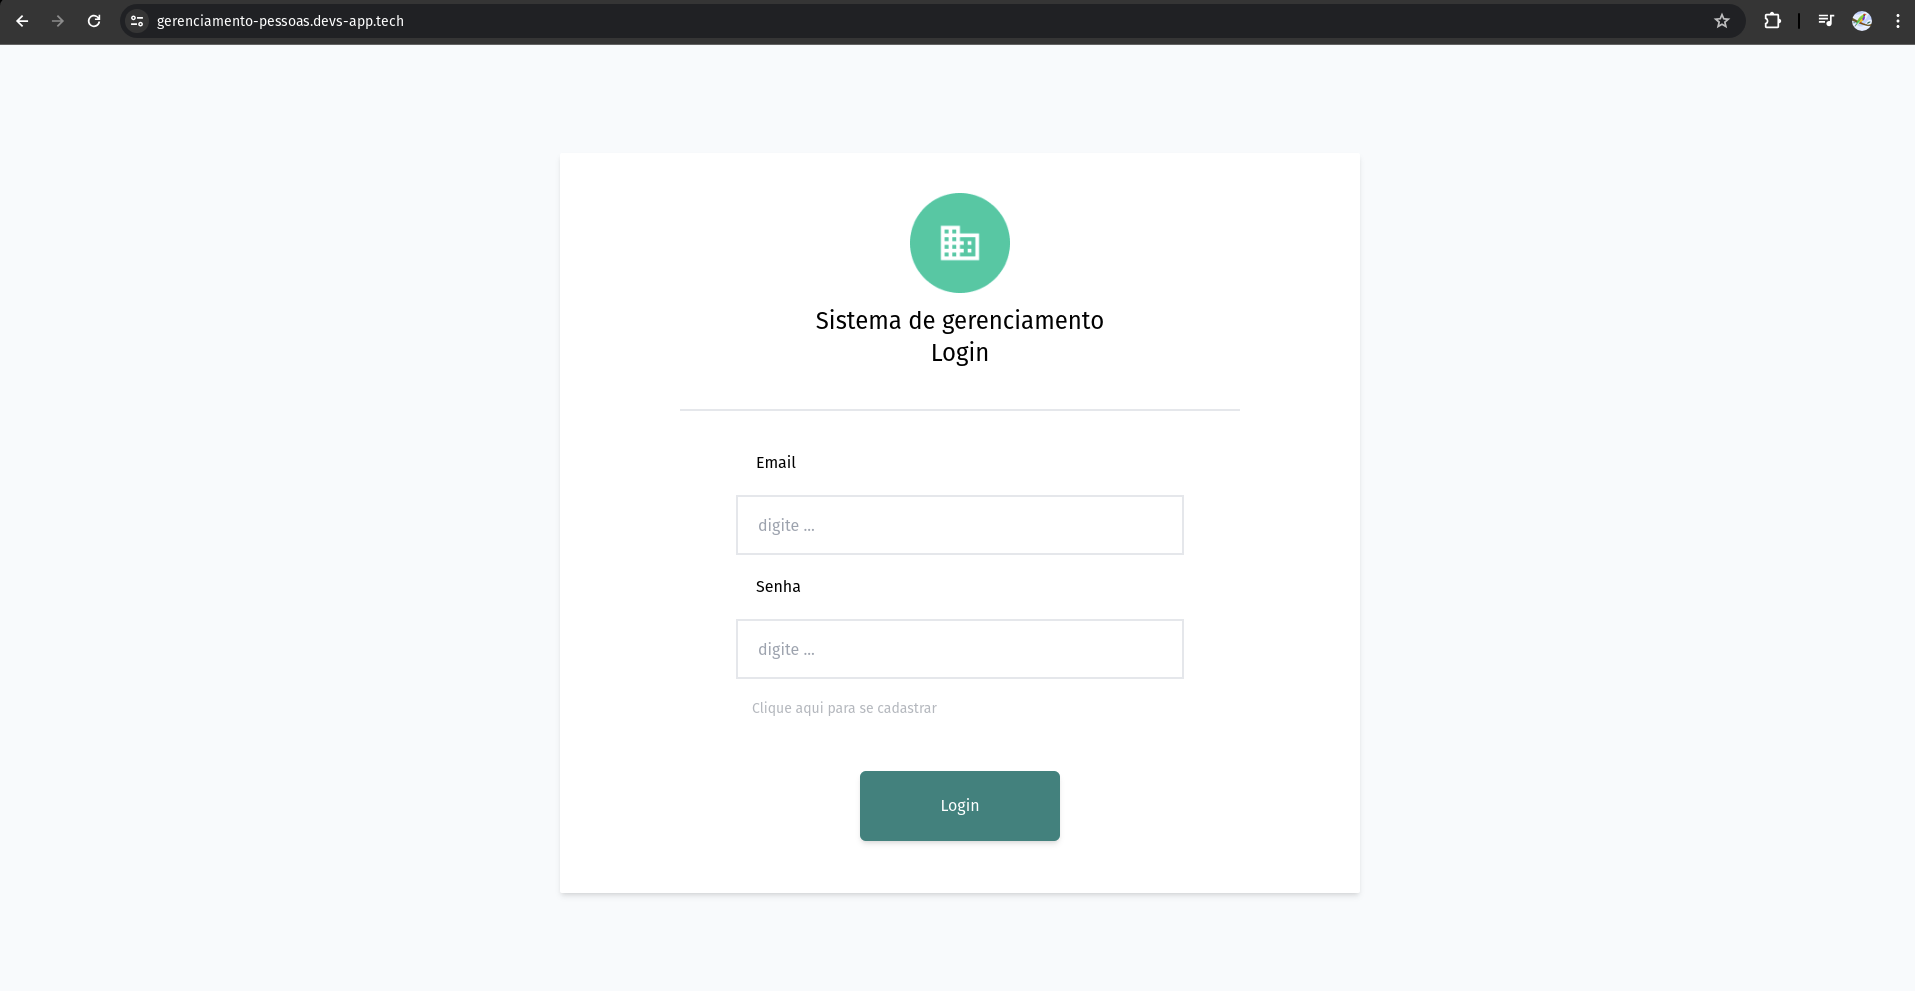 gerenciamento-pessoas.devs-app.tech
Sistema de gerenciamento
Login
Email
digite ...
Senha
digite ...
Clique aqui para se cadastrar
Login